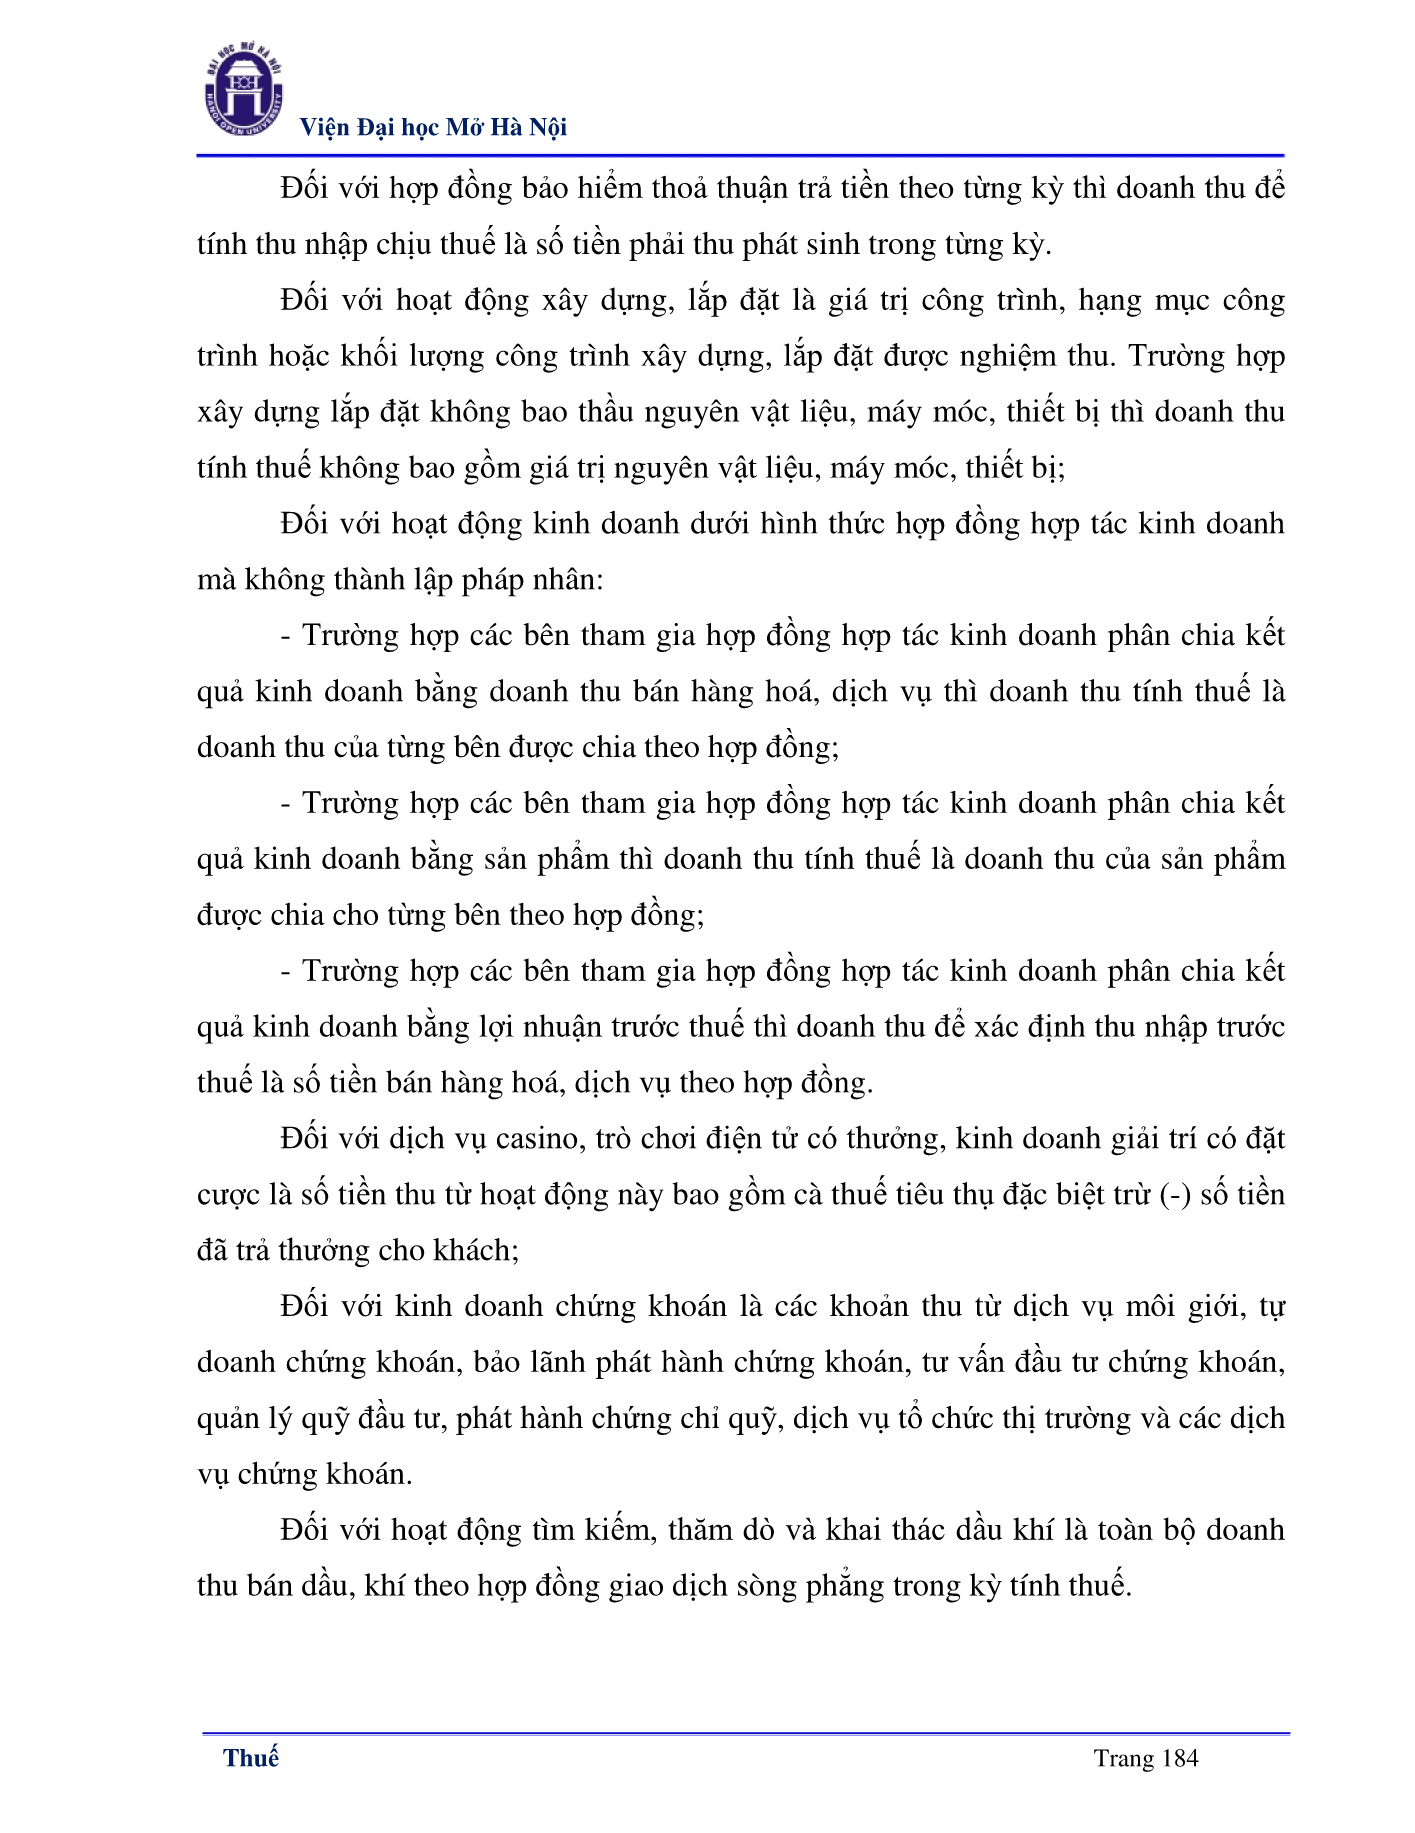 ĐẠI HỌC MỞ HÀ NỘI
HANOI OPEN UNIVERSITY
Viện Đại học Mở Hà Nội
Đối với hợp đồng bảo hiểm thoả thuận trả tiền theo từng kỳ thì doanh thu để
tính thu nhập chịu thuế là số tiền phải thu phát sinh trong từng kỳ.
Đối với hoạt động xây dựng, lắp đặt là giá trị công trình, hạng mục công
trình hoặc khối lượng công trình xây dựng, lắp đặt được nghiệm thu. Trường hợp
xây dựng lắp đặt không bao thầu nguyên vật liệu, máy móc, thiết bị thì doanh thu
tính thuế không bao gồm giá trị nguyên vật liệu, máy móc, thiết bị;
Đối với hoạt động kinh doanh dưới hình thức hợp đồng hợp tác kinh doanh
mà không thành lập pháp nhân:
- Trường hợp các bên tham gia hợp đồng hợp tác kinh doanh phân chia kết
quả kinh doanh bằng doanh thu bán hàng hoá, dịch vụ thì doanh thu tính thuế là
doanh thu của từng bên được chia theo hợp đồng;
- Trường hợp các bên tham gia hợp đồng hợp tác kinh doanh phân chia kết
quả kinh doanh bằng sản phẩm thì doanh thu tính thuế là doanh thu của sản phẩm
được chia cho từng bên theo hợp đồng;
- Trường hợp các bên tham gia hợp đồng hợp tác kinh doanh phân chia kết
quả kinh doanh bằng lợi nhuận trước thuế thì doanh thu để xác định thu nhập trước
thuế là số tiền bán hàng hoá, dịch vụ theo hợp đồng.
Đối với dịch vụ casino, trò chơi điện tử có thưởng, kinh doanh giải trí có đặt
cược là số tiền thu từ hoạt động này bao gồm cà thuế tiêu thụ đặc biệt trừ (-) số tiền
đã trả thưởng cho khách;
Đối với kinh doanh chứng khoán là các khoản thu từ dịch vụ môi giới, tự
doanh chứng khoán, bảo lãnh phát hành chứng khoán, tư vấn đầu tư chứng khoán,
quản lý quỹ đầu tư, phát hành chứng chỉ quỹ, dịch vụ tổ chức thị trường và các dịch
vụ chứng khoán.
Đối với hoạt động tìm kiếm, thăm dò và khai thác dầu khí là toàn bộ doanh
thu bán dầu, khí theo hợp đồng giao dịch sòng phẳng trong kỳ tính thuế.
Thuế
Trang 184